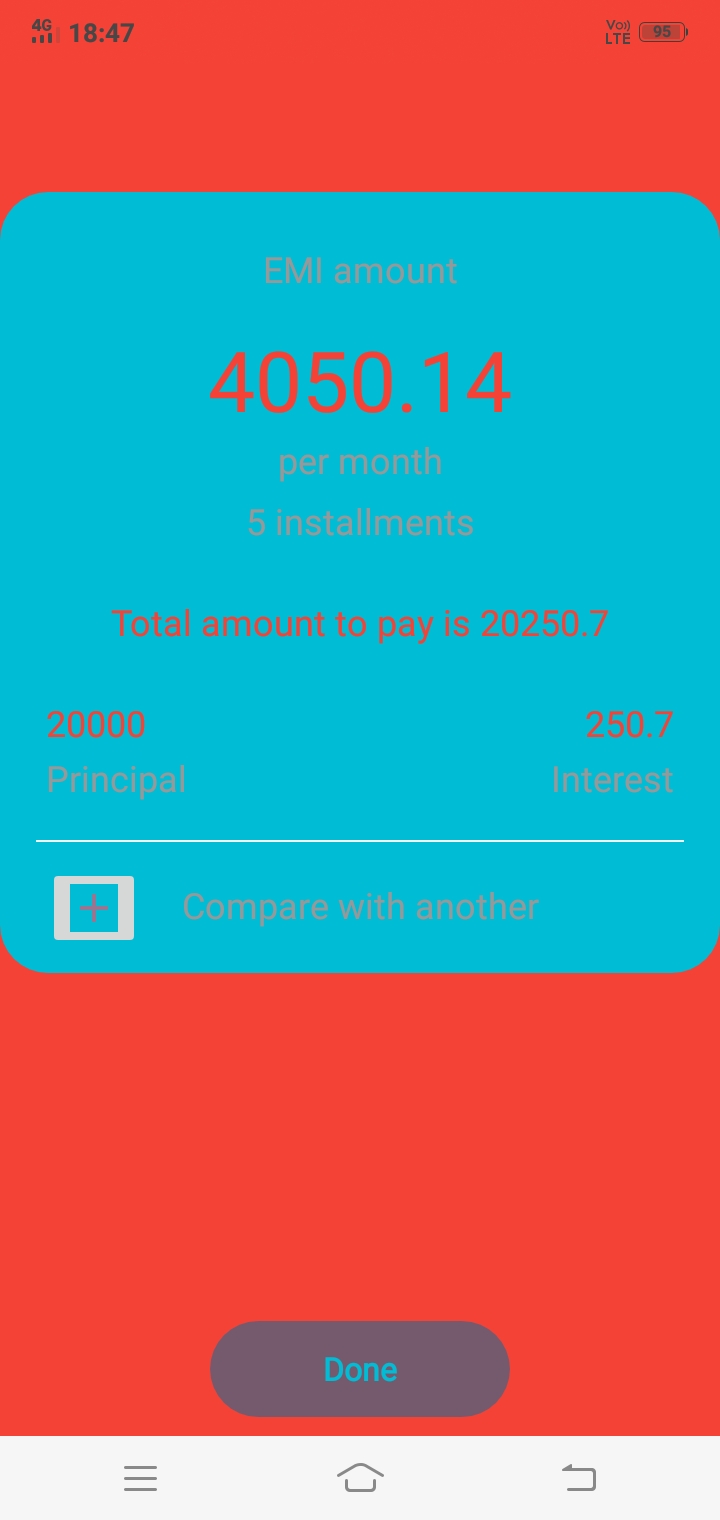 4G 18:47 Vo)) LTE 95
EMI amount
4050.14
per month
5 installments
Total amount to pay is 20250.7
20000 250.7
Principal Interest
+ Compare with another
Done